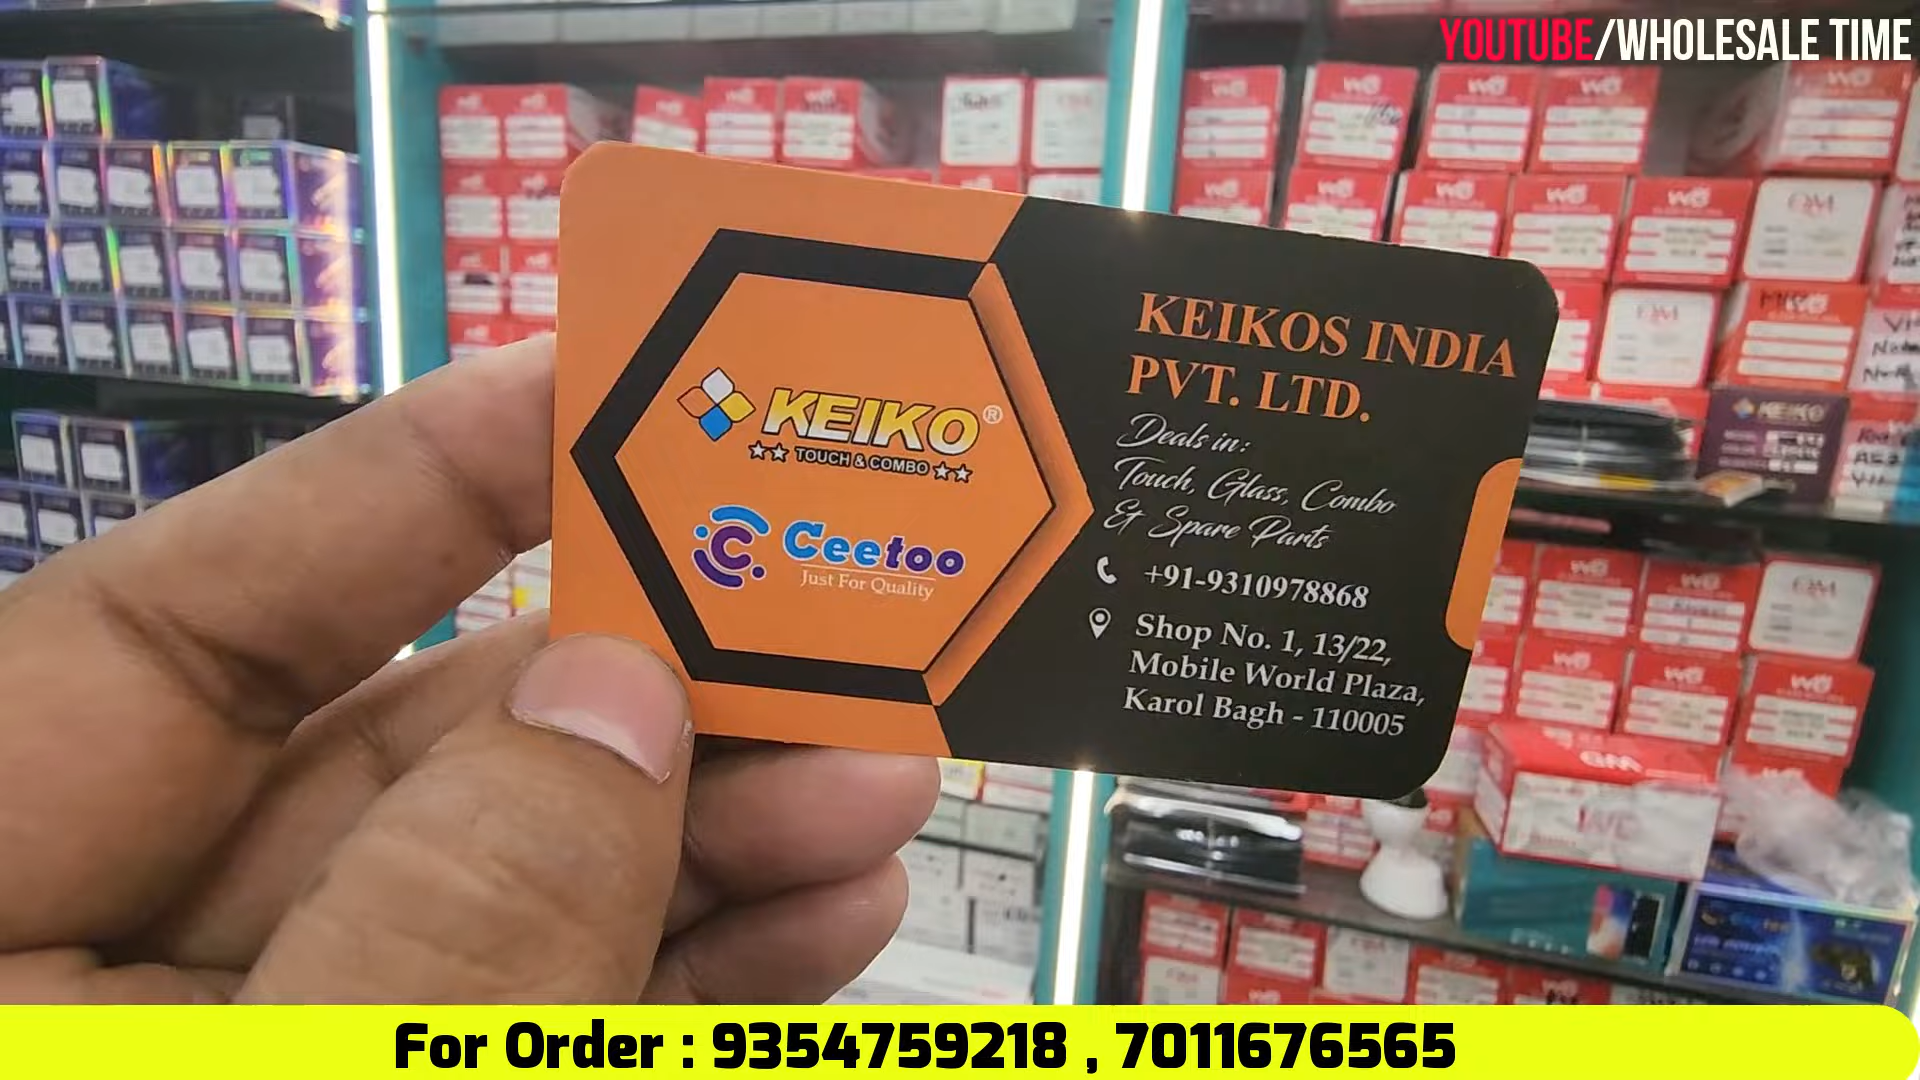 YOUTUBE/WHOLESALE TIME
KEIKO®
TOUCH & COMBO
Ceetoo
Just For Quality
KEIKOS INDIA
PVT. LTD.
Deals in:
Touch, Glass, Combo
& Spare Parts
+91-9310978868
Shop No. 1, 13/22,
Mobile World Plaza,
Karol Bagh - 110005
KEIKO
For Order : 9354759218 , 7011676565